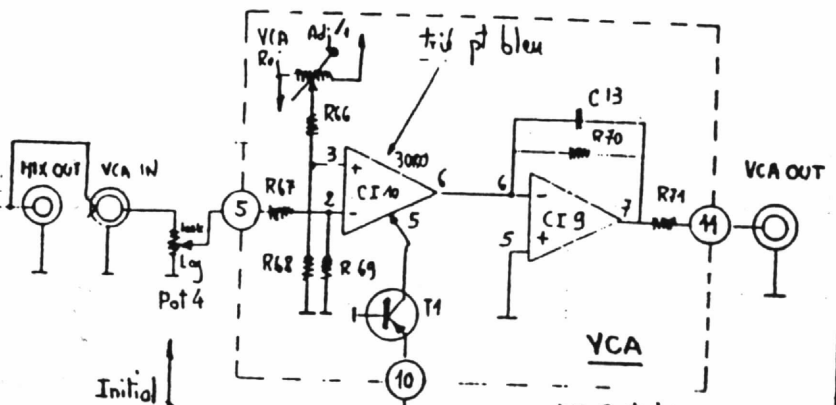 VCA Rej
Adj/1
trié pt bleu
C13
R66
R70
MIX OUT
VCA IN
3
3080
CI 10
6
6
CI 9
7
R71
VCA OUT
5
R67
2
5
5
11
Log
R68
R69
Pot 4
T1
VCA
10
Initial